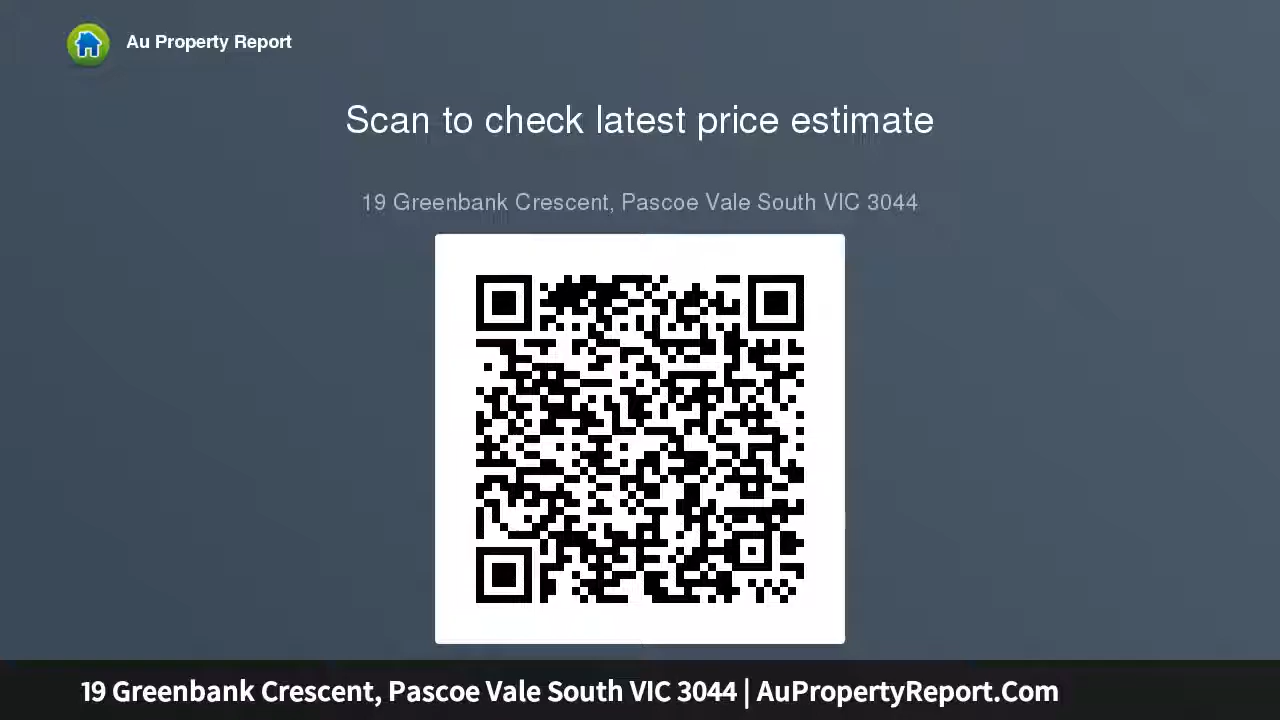 Au Property Report
Scan to check latest price estimate
19 Greenbank Crescent, Pascoe Vale South VIC 3044
19 Greenbank Crescent, Pascoe Vale South VIC 3044 | AuPropertyReport.Com